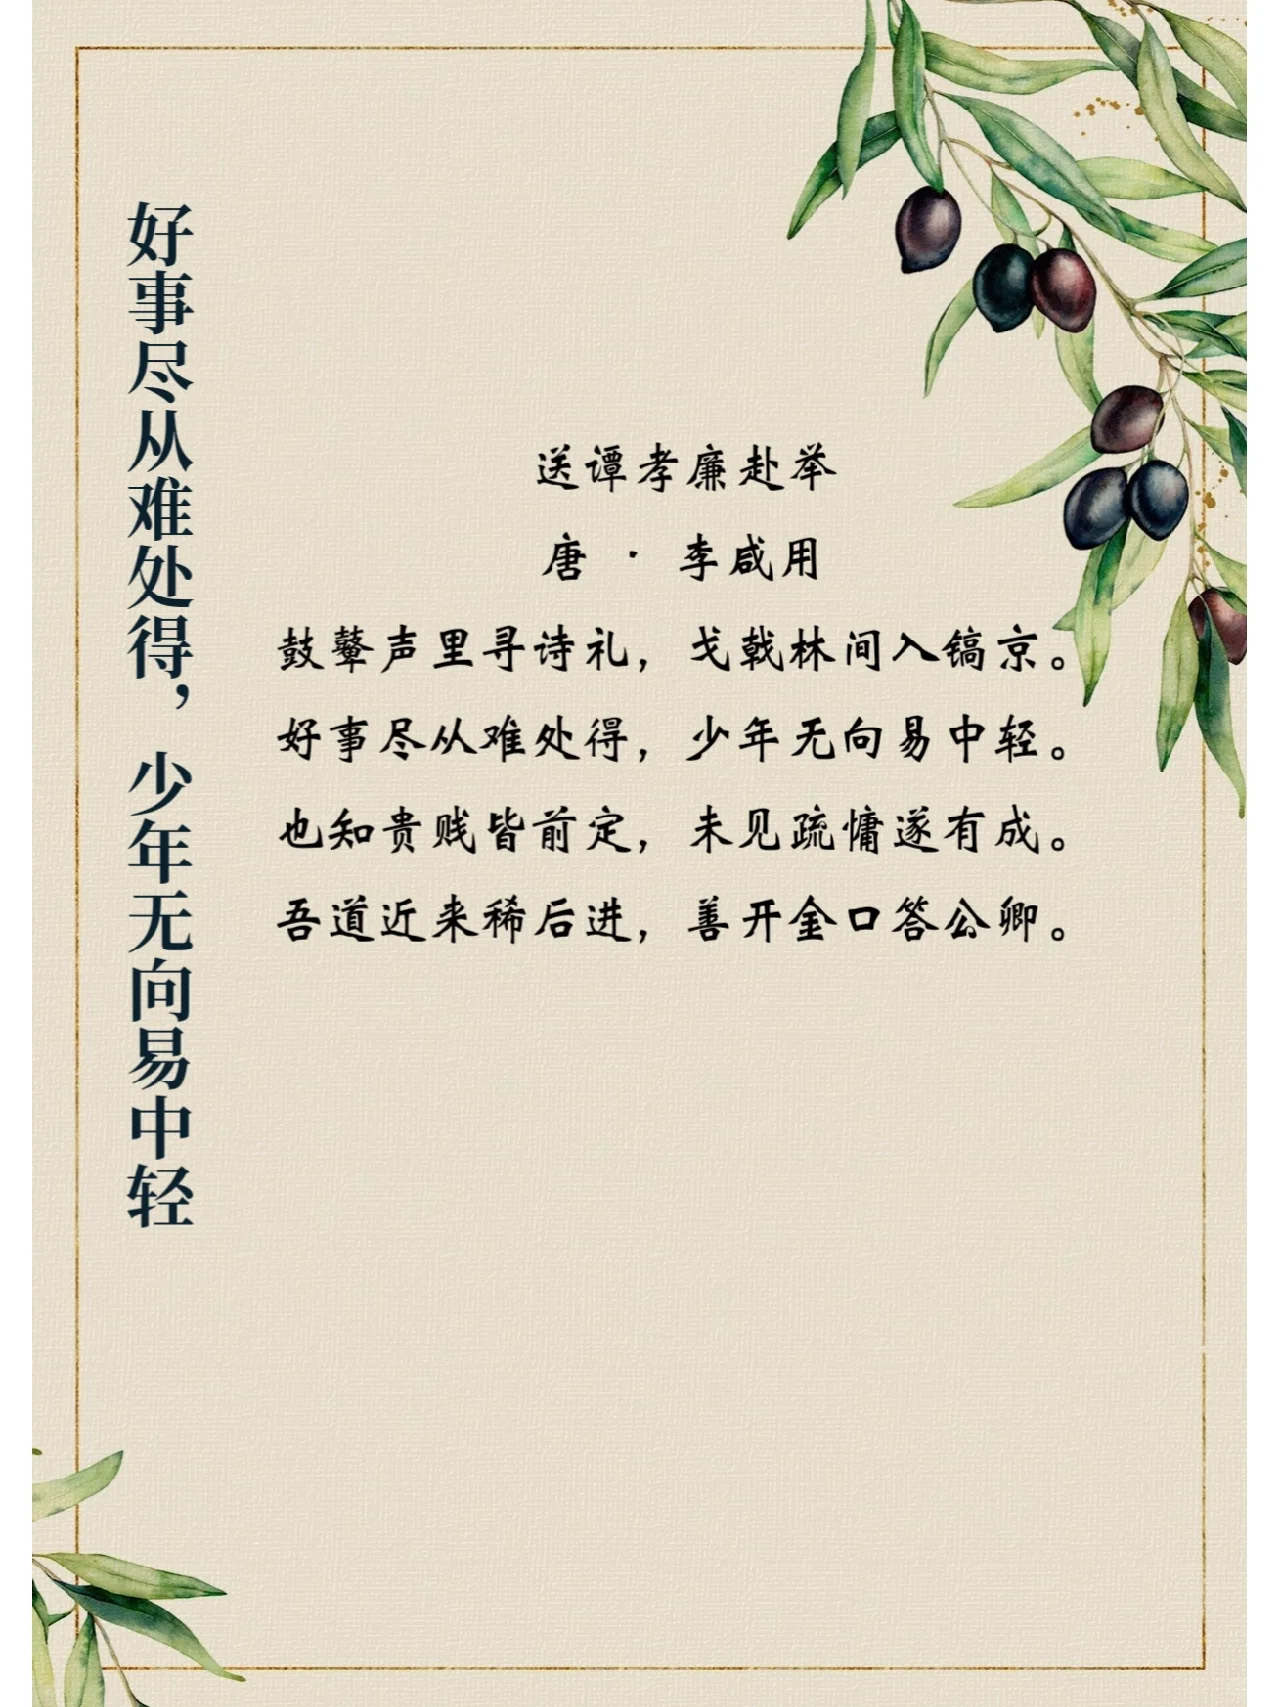 好事尽从难处得，少年无向易中轻
送谭孝廉赴举
唐 · 李咸用
鼓鼙声里寻诗礼，戈戟林间入镐京。
好事尽从难处得，少年无向易中轻。
也知贵贱皆前定，未见疏慵遂有成。
吾道近来稀后进，善开金口答公卿。